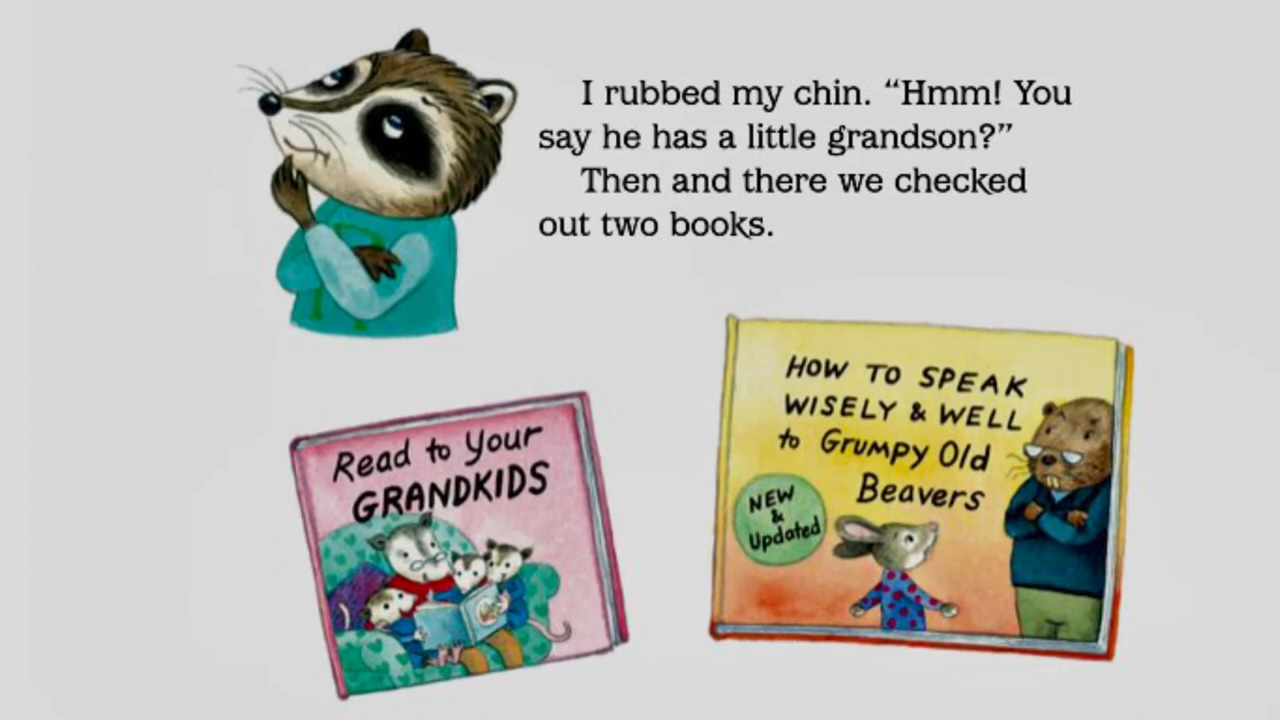 I rubbed my chin. “Hmm! You
say he has a little grandson?”
Then and there we checked
out two books.
Read to Your
GRANDKIDS
HOW TO SPEAK
WISELY & WELL
to Grumpy Old
Beavers
NEW
&
Updated